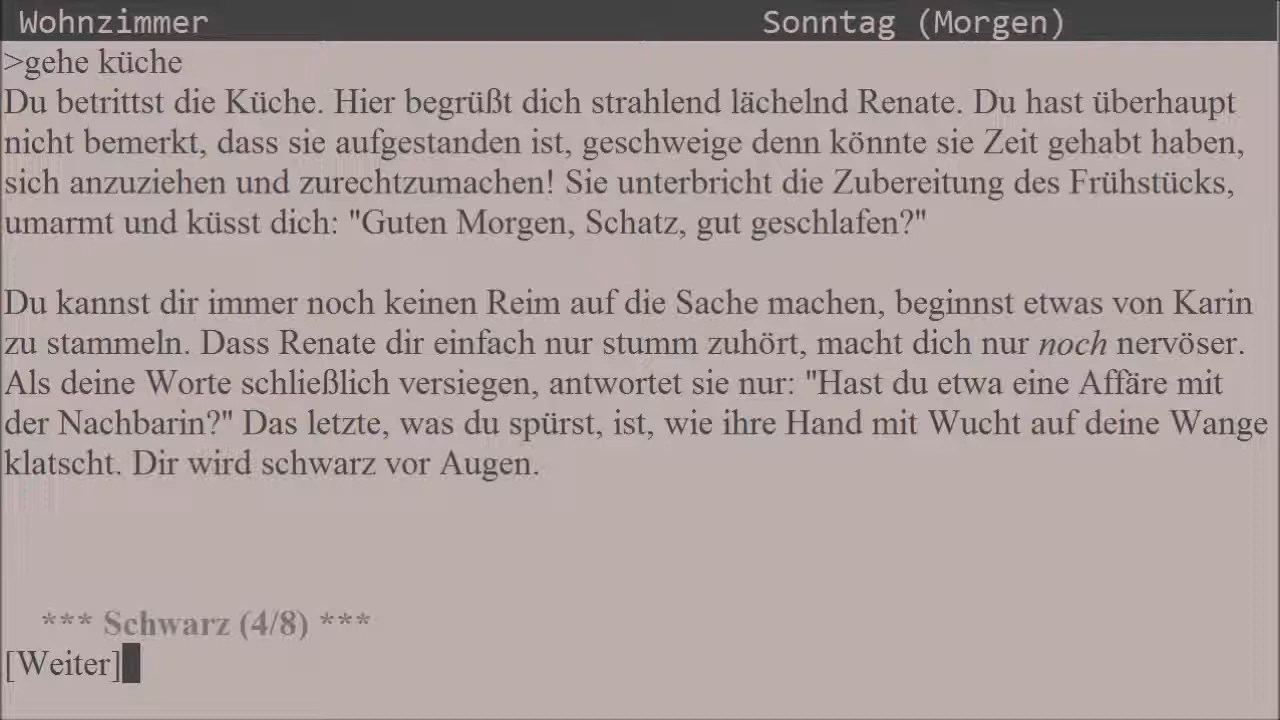 Wohnzimmer Sonntag (Morgen)
>gehe küche
Du betrittst die Küche. Hier begrüßt dich strahlend lächelnd Renate. Du hast überhaupt
nicht bemerkt, dass sie aufgestanden ist, geschweige denn könnte sie Zeit gehabt haben,
sich anzuziehen und zurechtzumachen! Sie unterbricht die Zubereitung des Frühstücks,
umarmt und küsst dich: "Guten Morgen, Schatz, gut geschlafen?"
Du kannst dir immer noch keinen Reim auf die Sache machen, beginnst etwas von Karin
zu stammeln. Dass Renate dir einfach nur stumm zuhört, macht dich nur noch nervöser.
Als deine Worte schließlich versiegen, antwortet sie nur: "Hast du etwa eine Affäre mit
der Nachbarin?" Das letzte, was du spürst, ist, wie ihre Hand mit Wucht auf deine Wange
klatscht. Dir wird schwarz vor Augen.
*** Schwarz (4/8) ***
[Weiter]